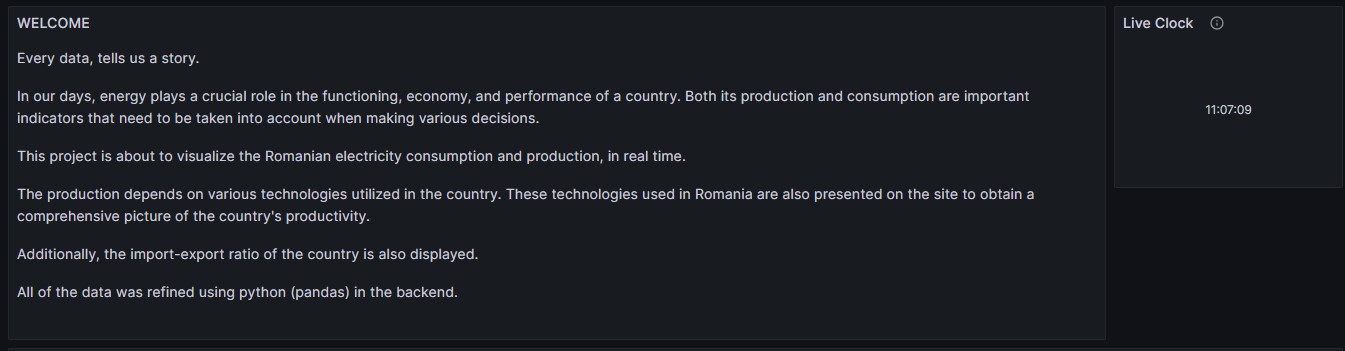 WELCOME
Every data, tells us a story.
In our days, energy plays a crucial role in the functioning, economy, and performance of a country. Both its production and consumption are important
indicators that need to be taken into account when making various decisions.
This project is about to visualize the Romanian electricity consumption and production, in real time.
The production depends on various technologies utilized in the country. These technologies used in Romania are also presented on the site to obtain a
comprehensive picture of the country's productivity.
Additionally, the import-export ratio of the country is also displayed.
All of the data was refined using python (pandas) in the backend.
Live Clock
11:07:09